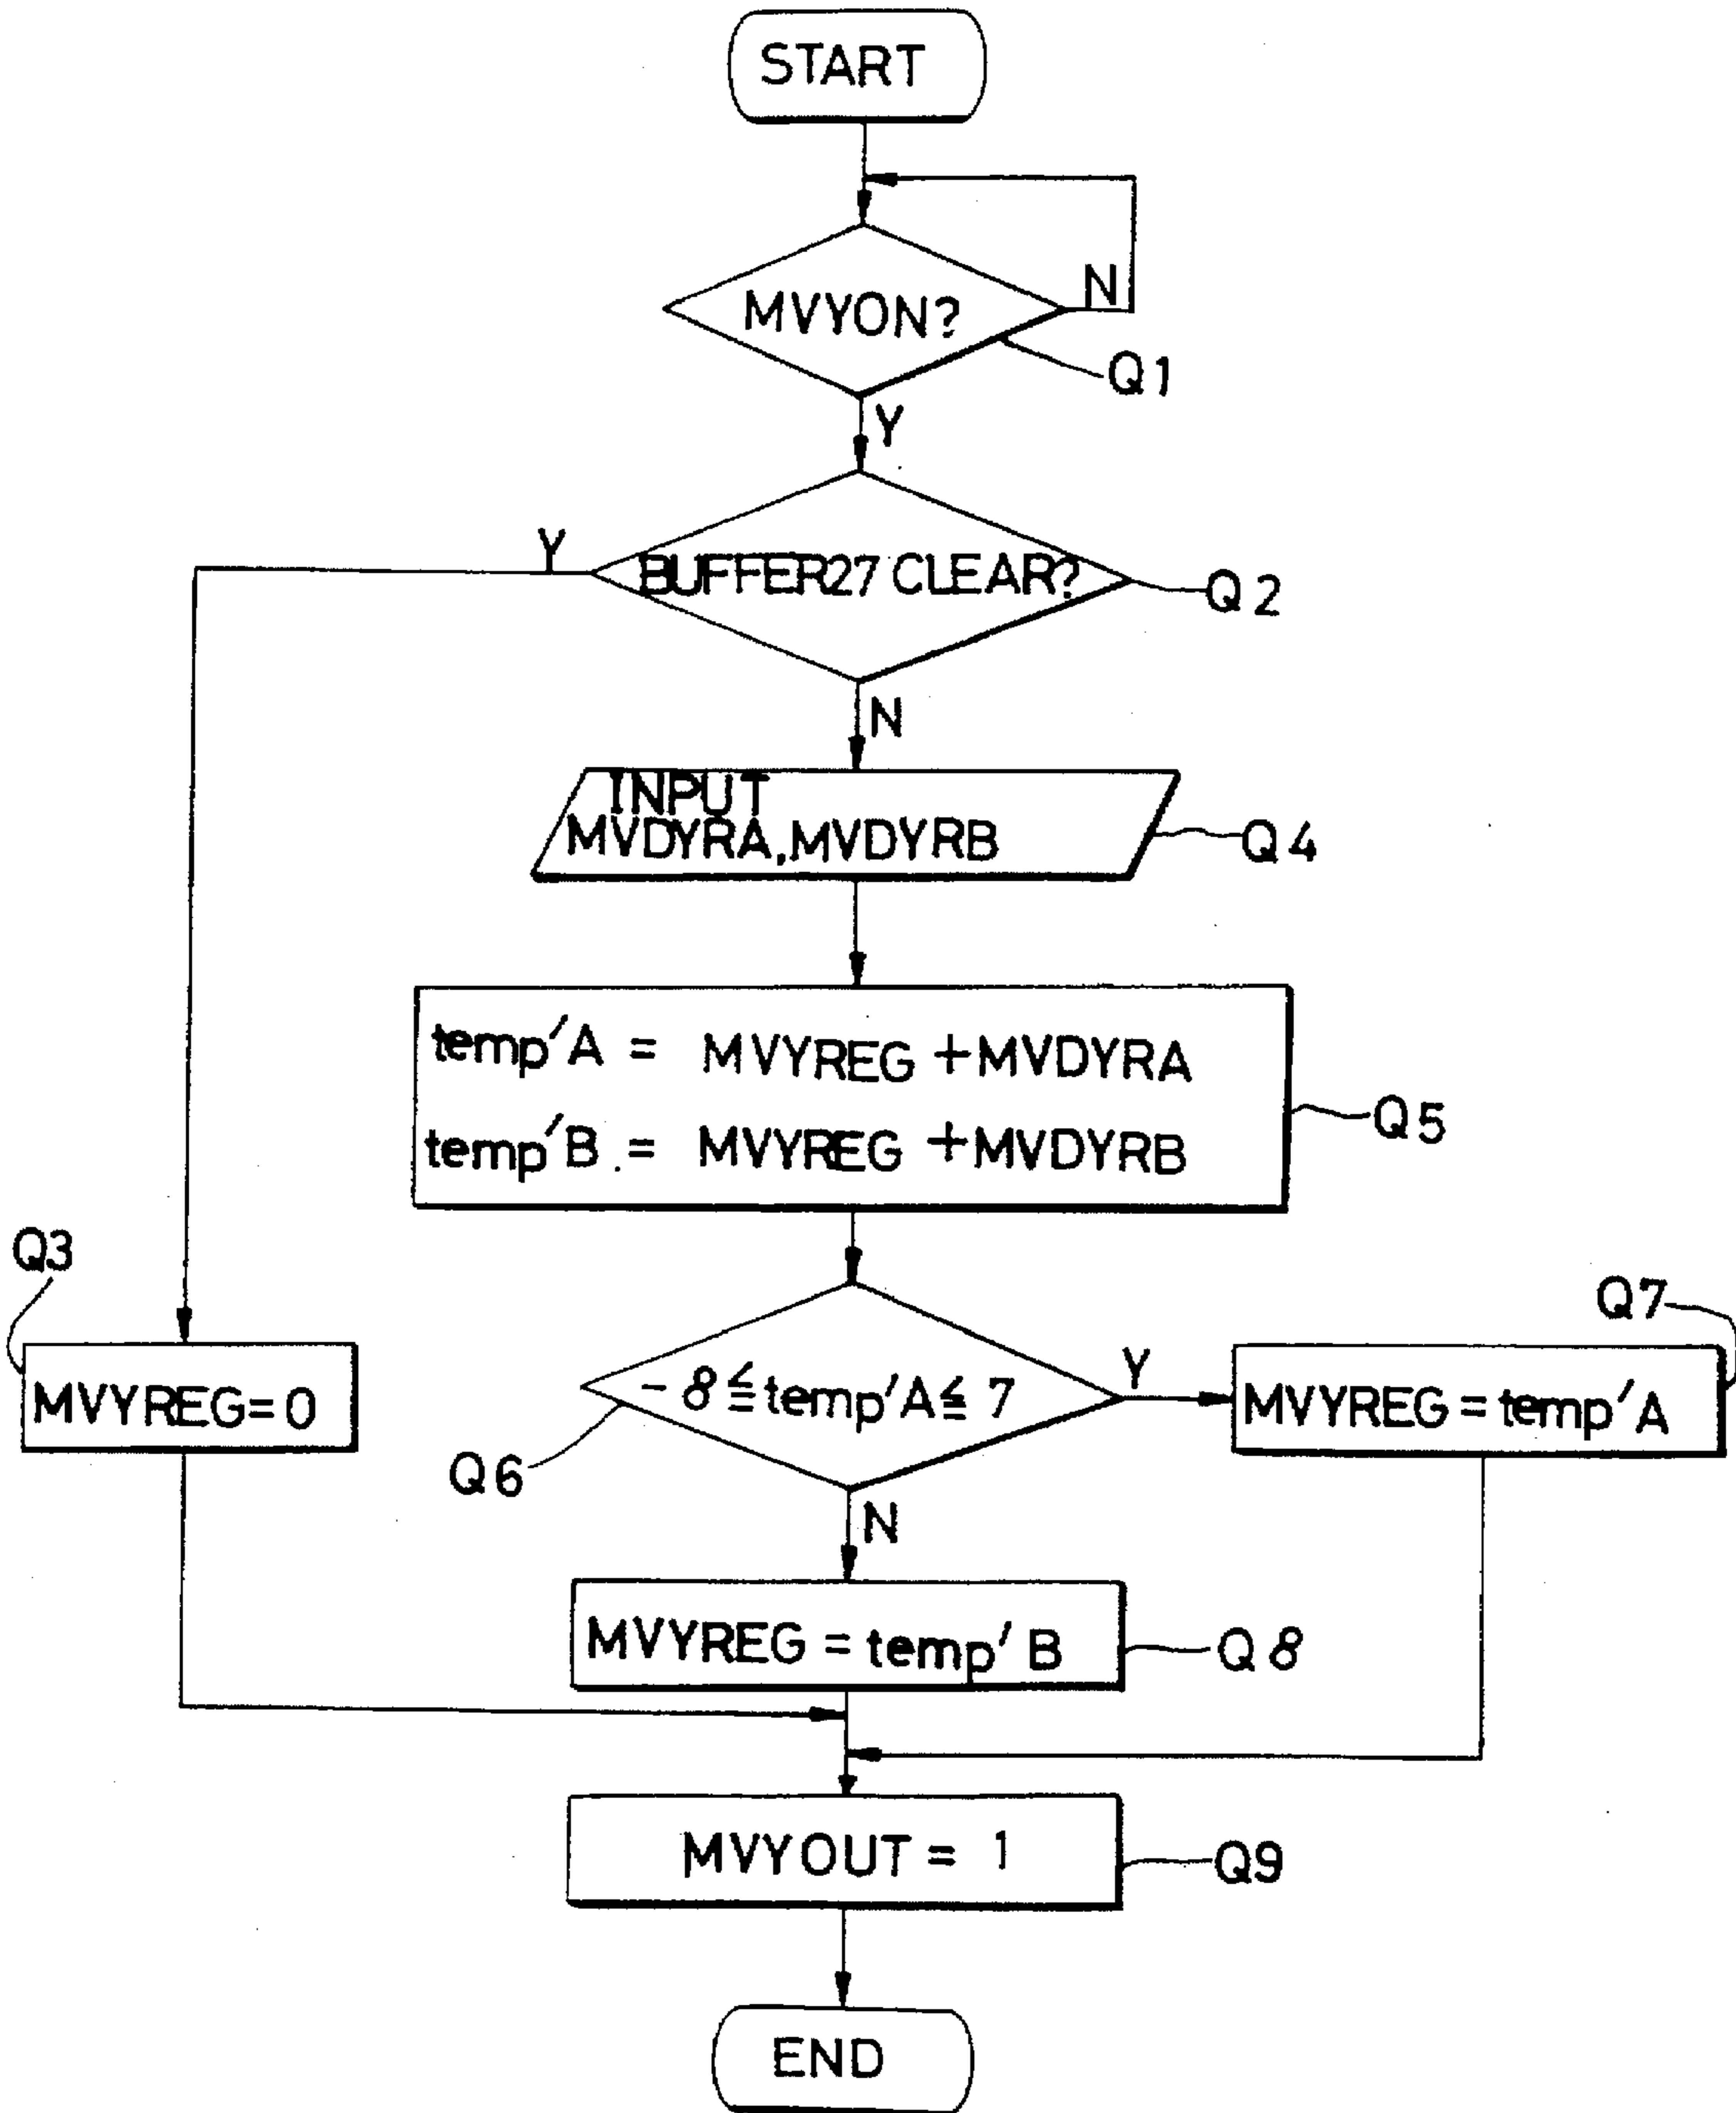 START
N
MVYON?
Q1
Y
Y
BUFFER27 CLEAR?
Q2
N
INPUT
MVDYRA,MVDYRB
Q4
temp'A = MVYREG +MVDYRA
temp'B = MVYREG +MVDYRB
Q5
Q3
MVYREG=0
- 8 ≦ temp'A ≦ 7
Y
Q6
Q7
MVYREG = temp'A
N
MVYREG = temp' B
Q8
MVYOUT = 1
Q9
END